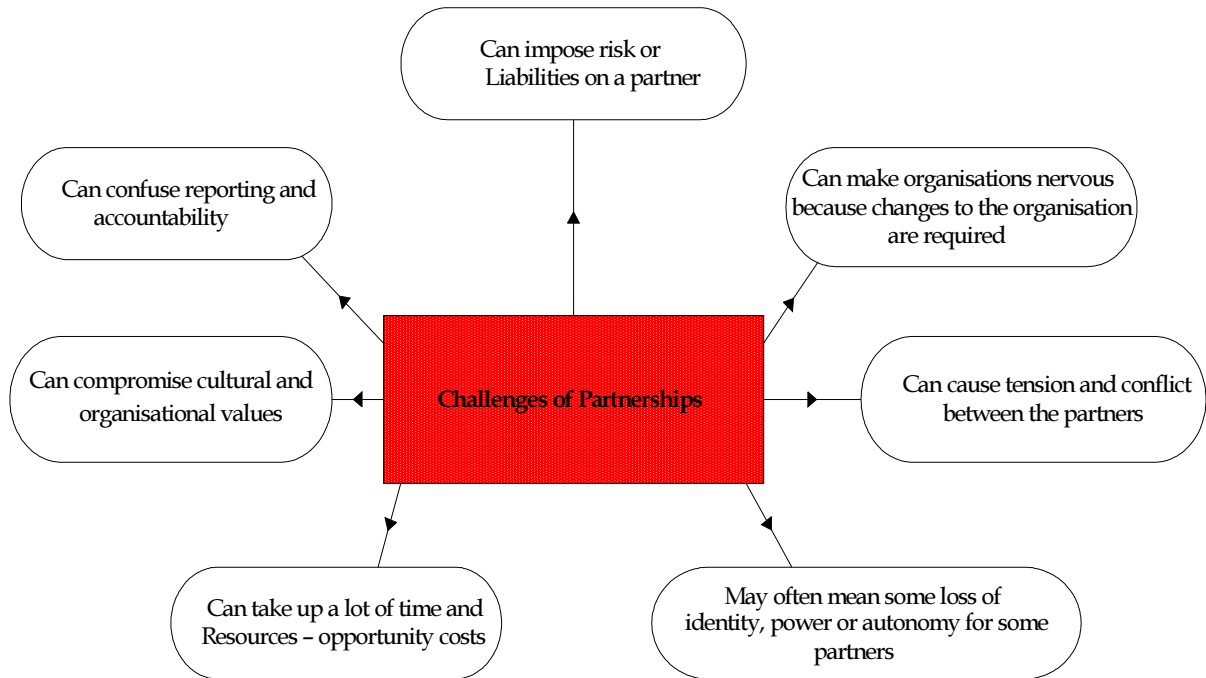 Can impose risk or
Liabilities on a partner
Can confuse reporting and
accountability
Can make organisations nervous
because changes to the organisation
are required
Can compromise cultural and
organisational values
Challenges of Partnerships
Can cause tension and conflict
between the partners
Can take up a lot of time and
Resources – opportunity costs
May often mean some loss of
identity, power or autonomy for some
partners